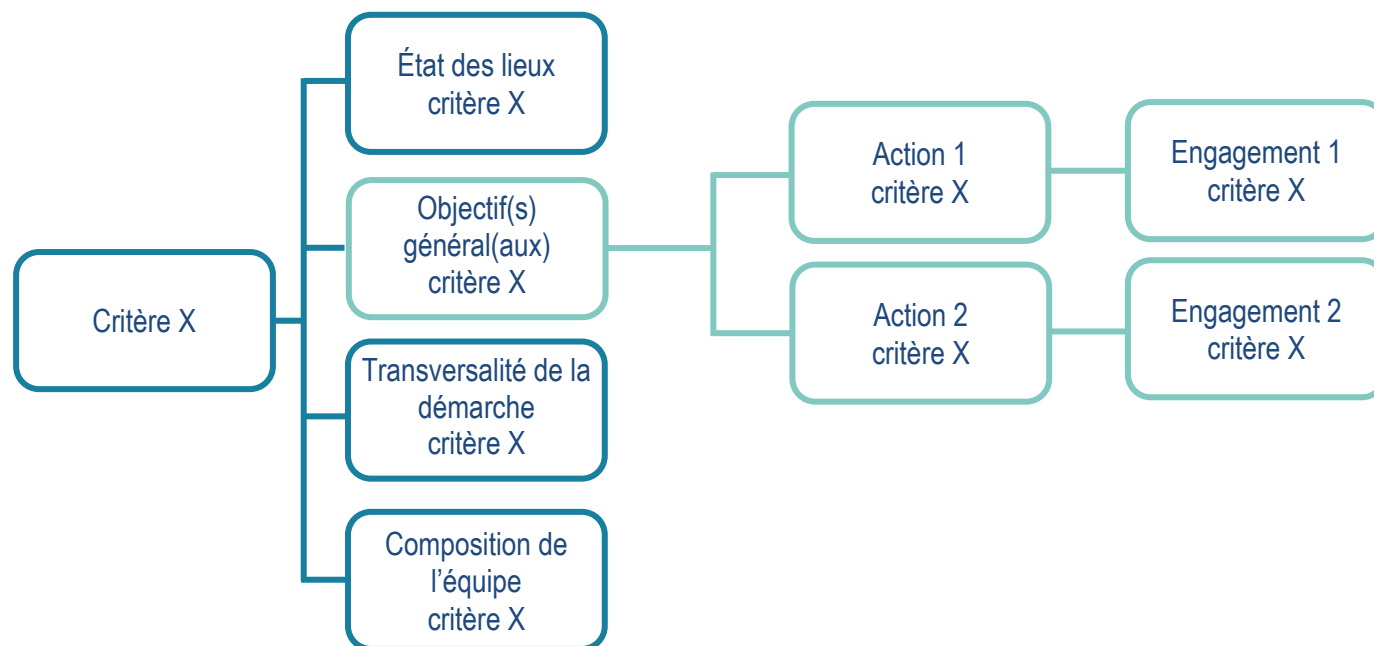 Critère X
État des lieux
critère X
Objectif(s)
général(aux)
critère X
Transversalité de la
démarche
critère X
Composition de
l’équipe
critère X
Action 1
critère X
Action 2
critère X
Engagement 1
critère X
Engagement 2
critère X